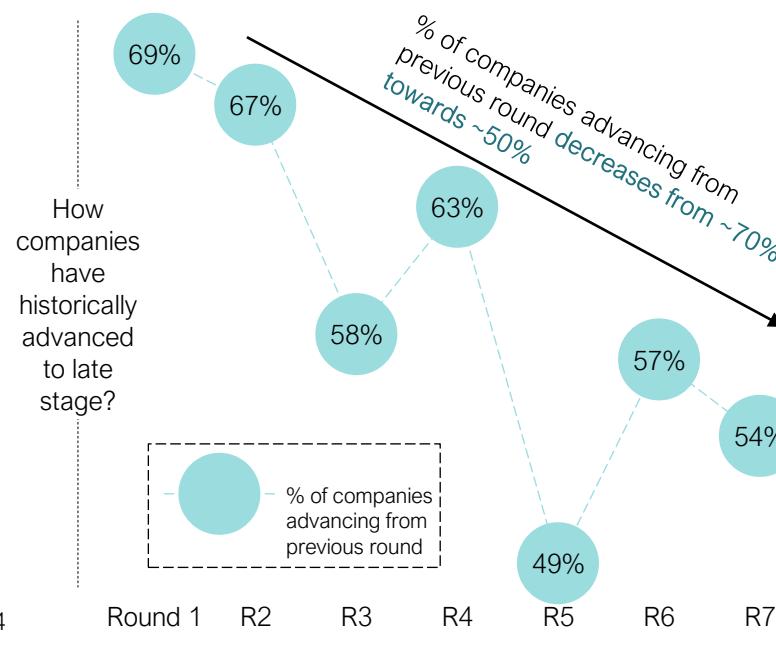 69%
67%
% of companies advancing from
previous round decreases from ~70%
towards ~50%
63%
How
companies
have
historically
advanced
to late
stage?
58%
57%
54%
% of companies
advancing from
previous round
49%
4
Round 1 R2 R3 R4 R5 R6 R7